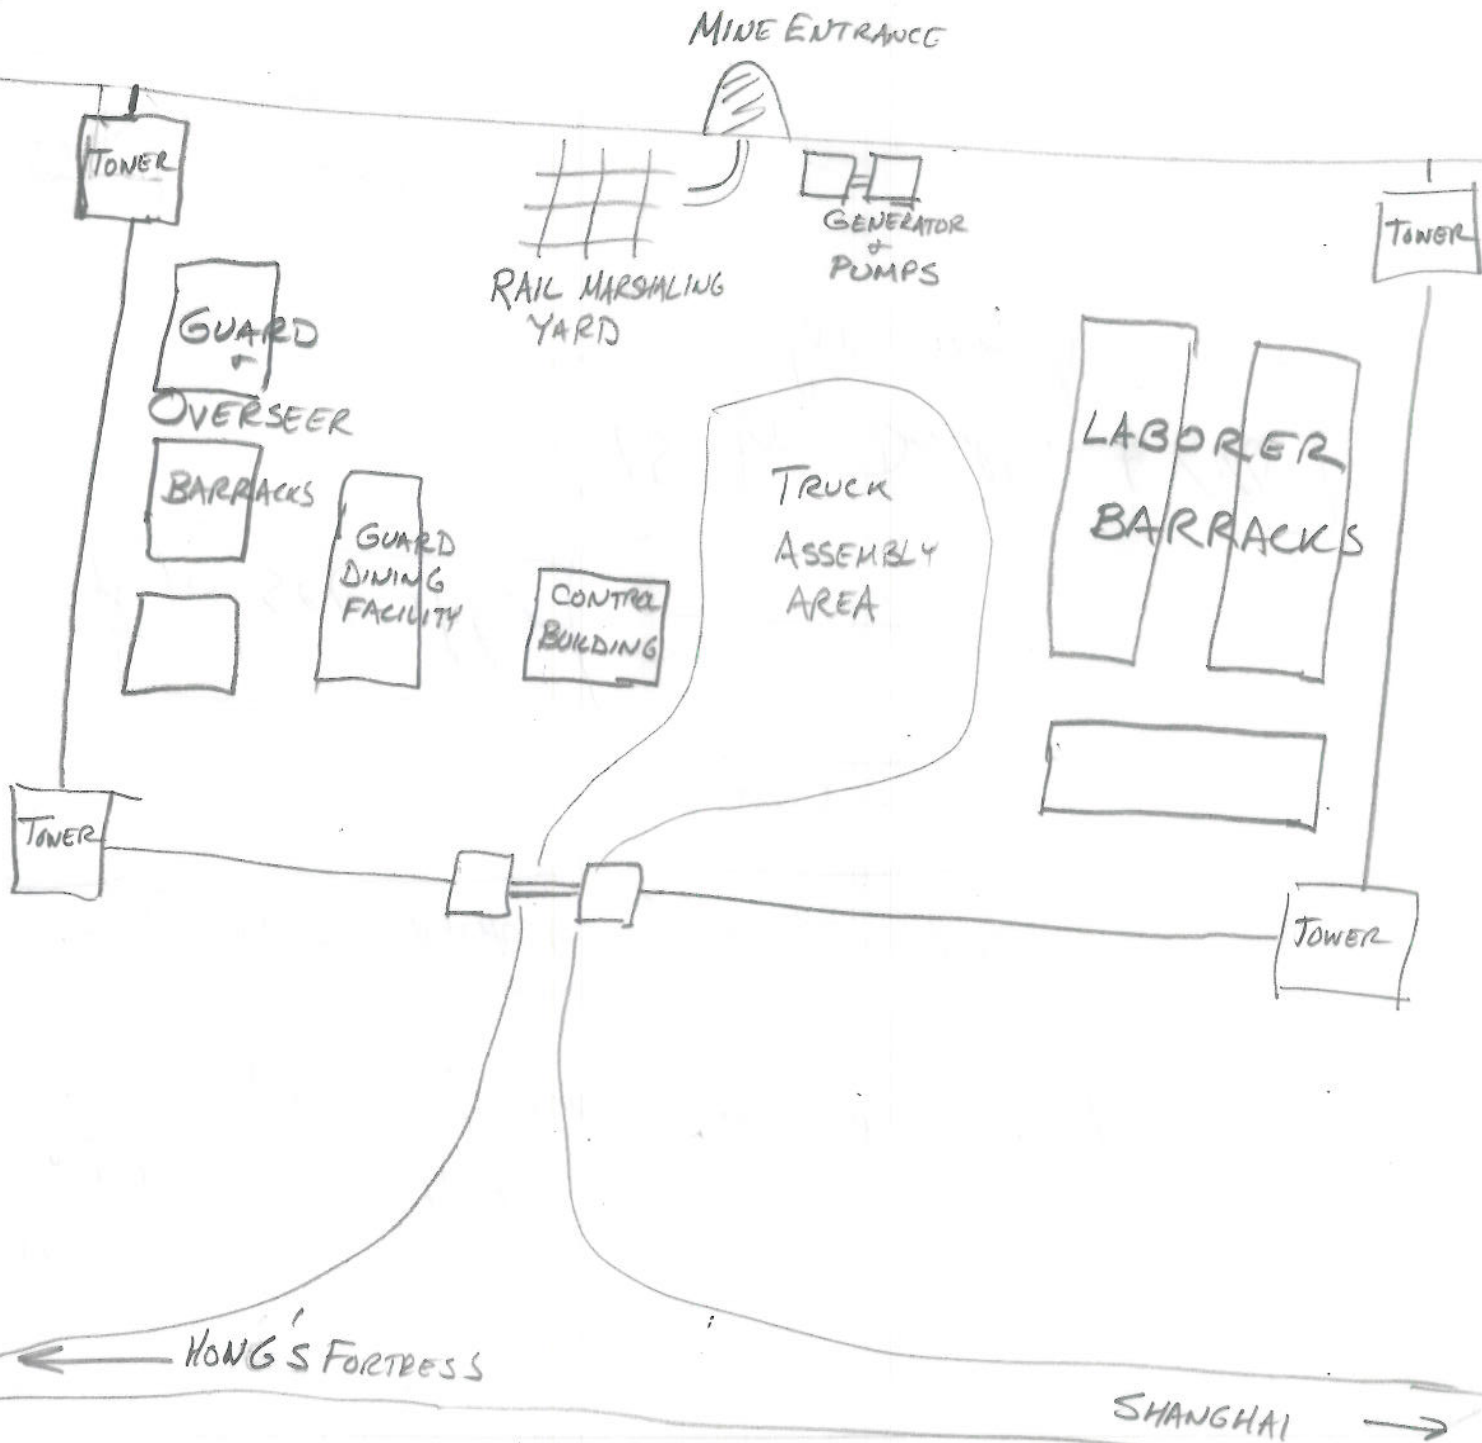 MINE ENTRANCE
TOWER
TOWER
GENERATOR
&
PUMPS
RAIL MARSHALING
YARD
GUARD
&
OVERSEER
BARRACKS
LABORER
BARRACKS
TRUCK
ASSEMBLY
AREA
GUARD
DINING
FACILITY
CONTROL
BUILDING
TOWER
TOWER
HONG'S FORTRESS
SHANGHAI